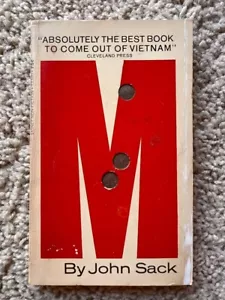 "ABSOLUTELY THE BEST BOOK
TO COME OUT OF VIETNAM"
CLEVELAND PRESS
M
By John Sack